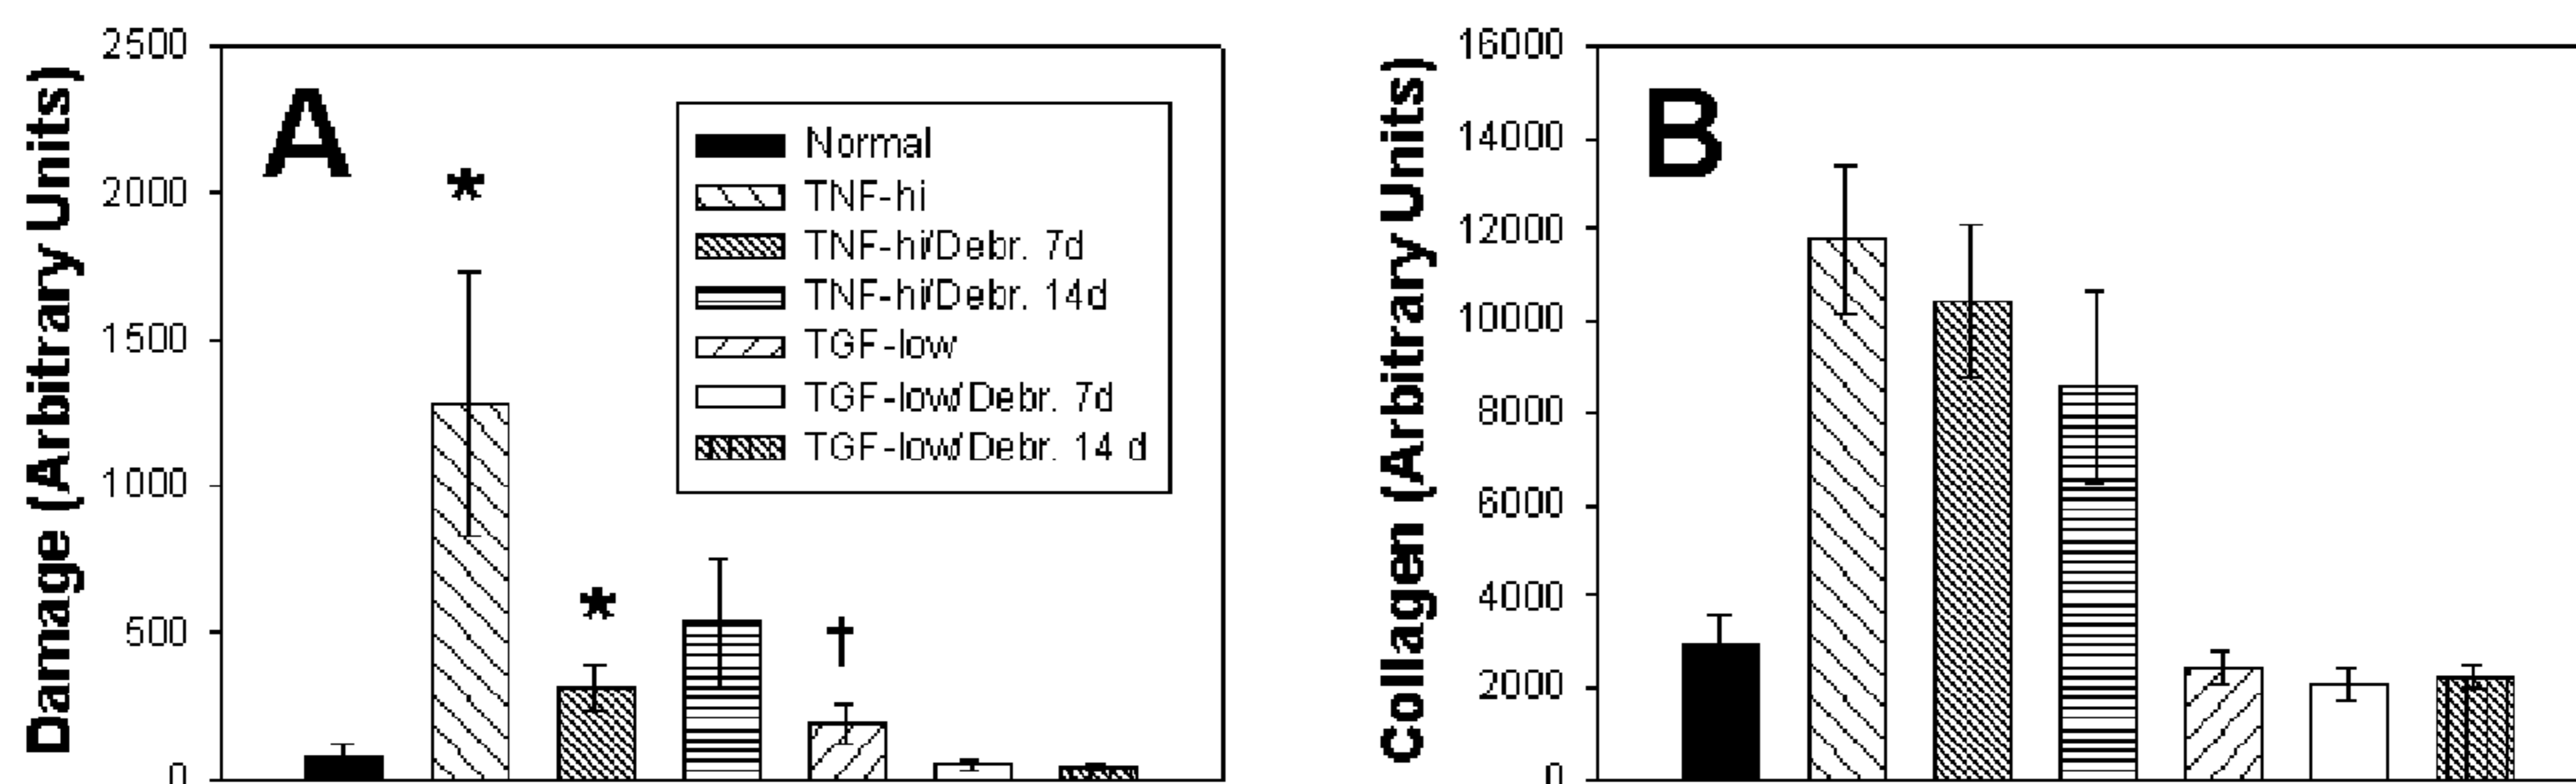 Damage (Arbitrary Units)
2500
2000
1500
1000
500
0
A
*
*
†
Normal
TNF-hi
TNF-hi/Debr. 7d
TNF-hi/Debr. 14d
TGF-low
TGF-low/Debr. 7d
TGF-low/Debr. 14 d
Collagen (Arbitrary Units)
16000
14000
12000
10000
8000
6000
4000
2000
0
B